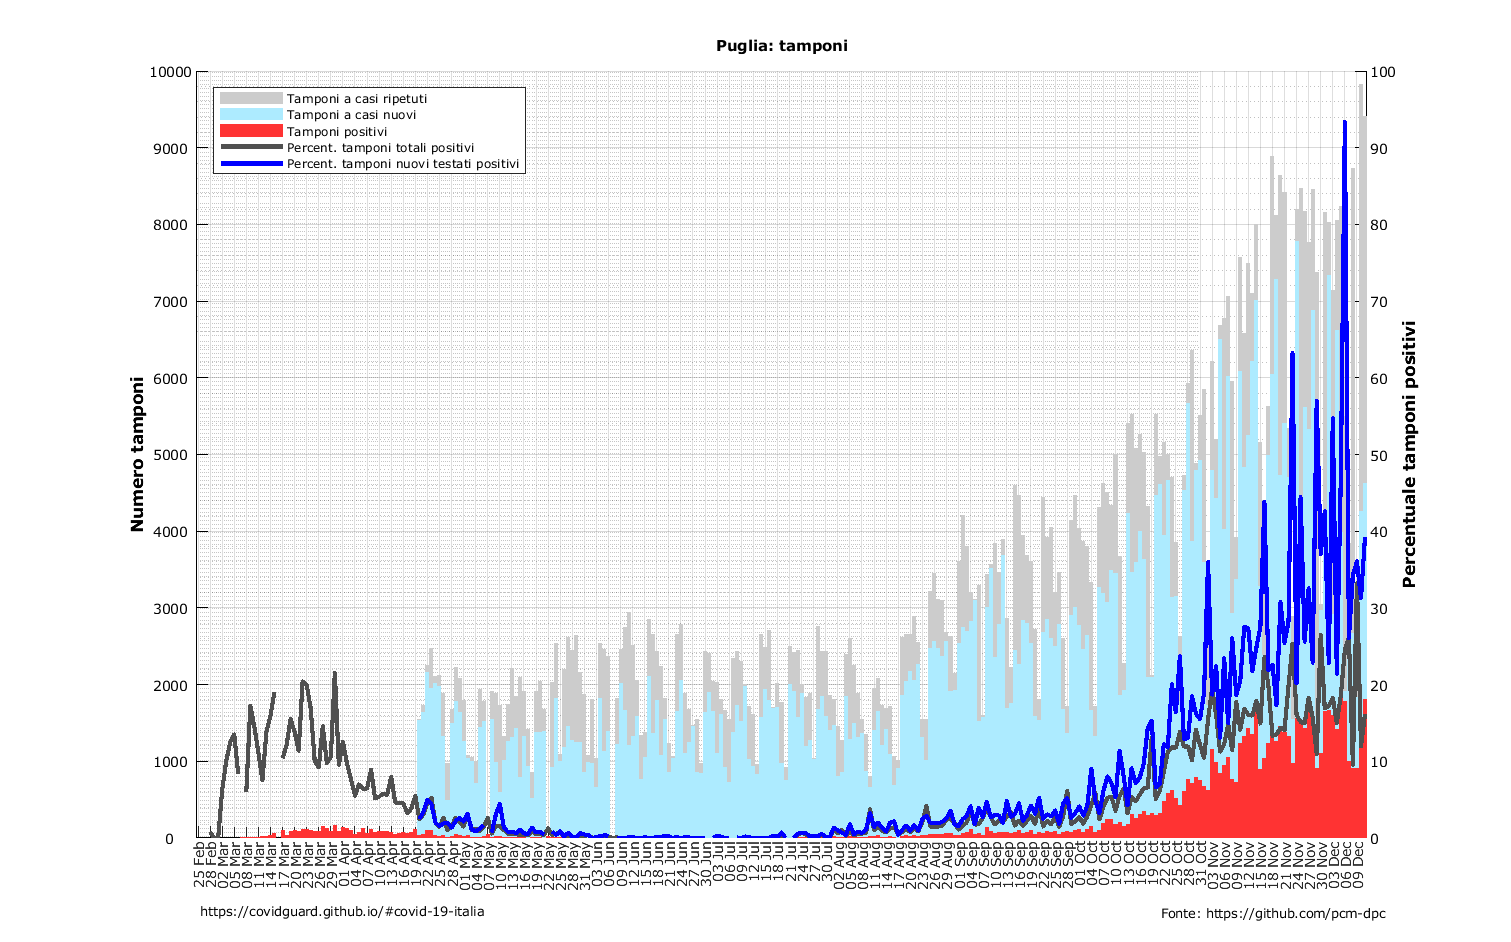 Puglia: tamponi
Tamponi a casi ripetuti
Tamponi a casi nuovi
Tamponi positivi
Percent. tamponi totali positivi
Percent. tamponi nuovi testati positivi
Numero tamponi
10000
9000
8000
7000
6000
5000
4000
3000
2000
1000
0
Percentuale tamponi positivi
100
90
80
70
60
50
40
30
20
10
0
25 Feb
28 Feb
02 Mar
05 Mar
08 Mar
11 Mar
14 Mar
17 Mar
20 Mar
23 Mar
26 Mar
29 Mar
01 Apr
04 Apr
07 Apr
10 Apr
13 Apr
16 Apr
19 Apr
22 Apr
25 Apr
28 Apr
01 May
04 May
07 May
10 May
13 May
16 May
19 May
22 May
25 May
28 May
31 May
03 Jun
06 Jun
09 Jun
12 Jun
15 Jun
18 Jun
21 Jun
24 Jun
27 Jun
30 Jun
03 Jul
06 Jul
09 Jul
12 Jul
15 Jul
18 Jul
21 Jul
24 Jul
27 Jul
30 Jul
02 Aug
05 Aug
08 Aug
11 Aug
14 Aug
17 Aug
20 Aug
23 Aug
26 Aug
29 Aug
01 Sep
04 Sep
07 Sep
10 Sep
13 Sep
16 Sep
19 Sep
22 Sep
25 Sep
28 Sep
01 Oct
04 Oct
07 Oct
10 Oct
13 Oct
16 Oct
19 Oct
22 Oct
25 Oct
28 Oct
31 Oct
03 Nov
06 Nov
09 Nov
12 Nov
15 Nov
18 Nov
21 Nov
24 Nov
27 Nov
30 Nov
03 Dec
06 Dec
09 Dec
https://covidguard.github.io/#covid-19-italia
Fonte: https://github.com/pcm-dpc